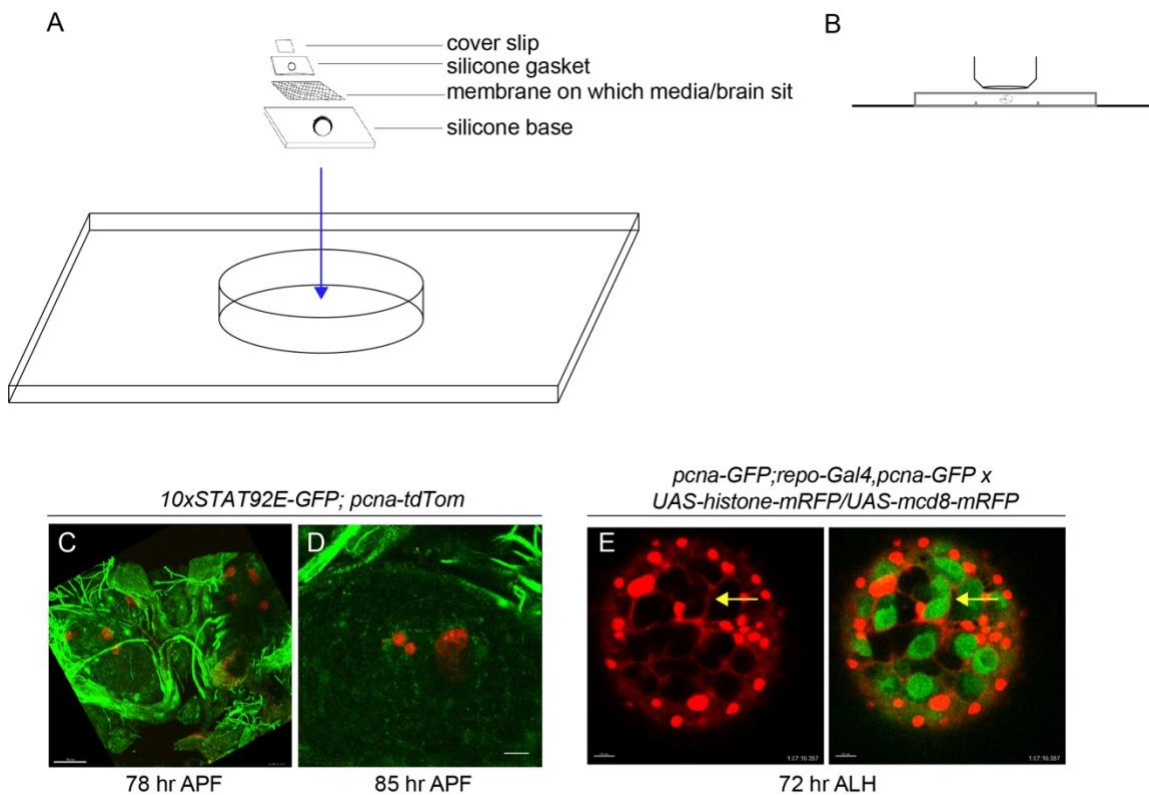 A
cover slip
silicone gasket
membrane on which media/brain sit
silicone base
B
10xSTAT92E-GFP; pcna-tdTom
pcna-GFP;repo-Gal4,pcna-GFP x
UAS-histone-mRFP/UAS-mcd8-mRFP
C
D
E
1:07:10.357
1:07:10.357
78 hr APF
85 hr APF
72 hr ALH